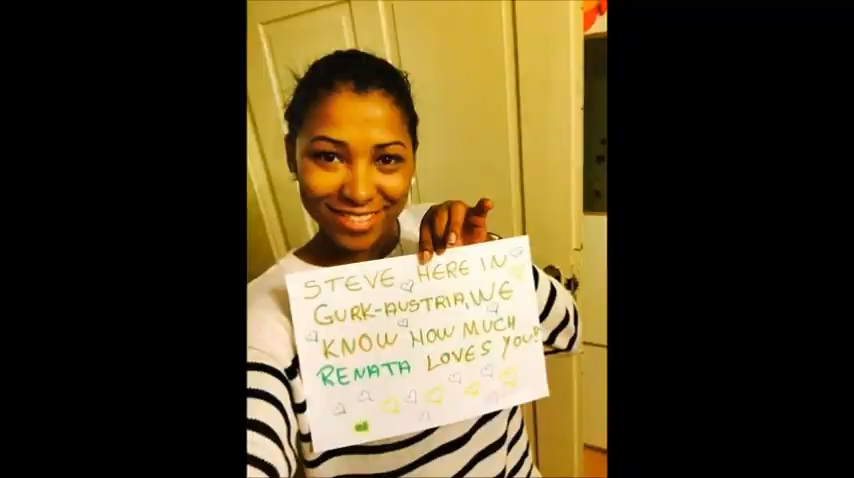 STEVE HERE IN
GURK-AUSTRIA, WE
KNOW HOW MUCH
RENATA LOVES YOU!